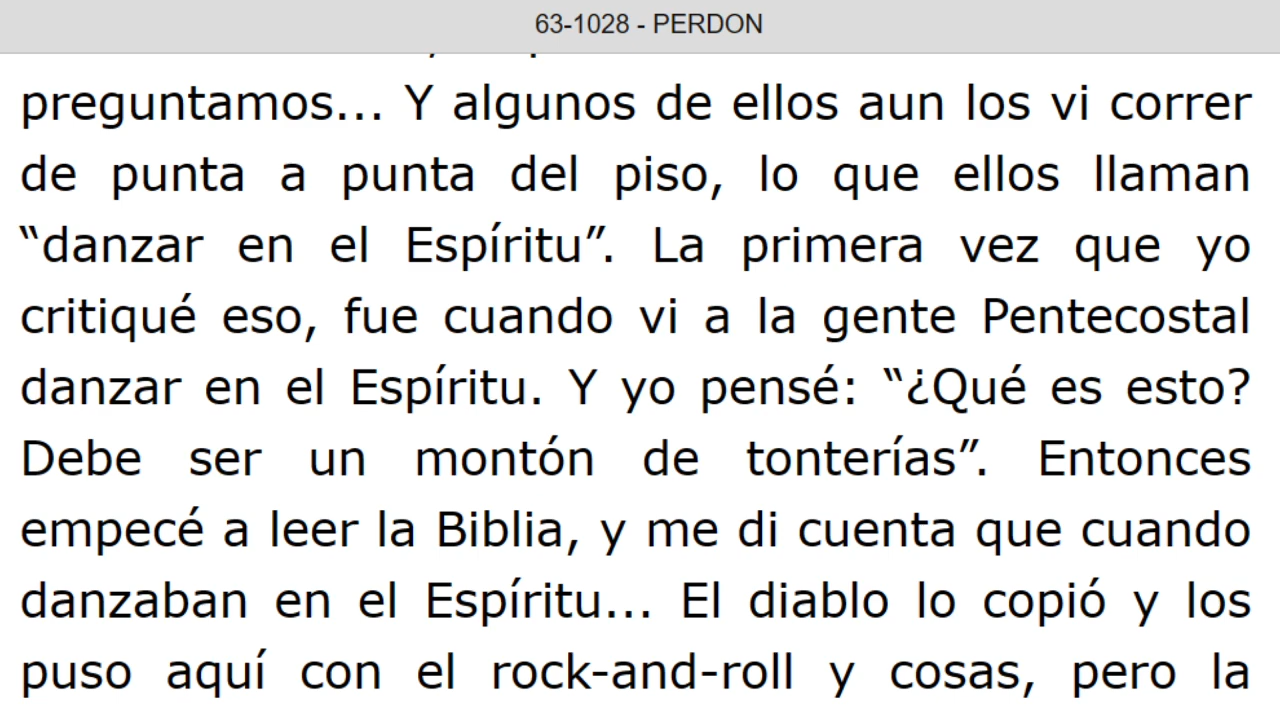 63-1028 - PERDON
preguntamos... Y algunos de ellos aun los vi correr
de punta a punta del piso, lo que ellos llaman
“danzar en el Espíritu”. La primera vez que yo
critiqué eso, fue cuando vi a la gente Pentecostal
danzar en el Espíritu. Y yo pensé: “¿Qué es esto?
Debe ser un montón de tonterías”. Entonces
empecé a leer la Biblia, y me di cuenta que cuando
danzaban en el Espíritu... El diablo lo copió y los
puso aquí con el rock-and-roll y cosas, pero la